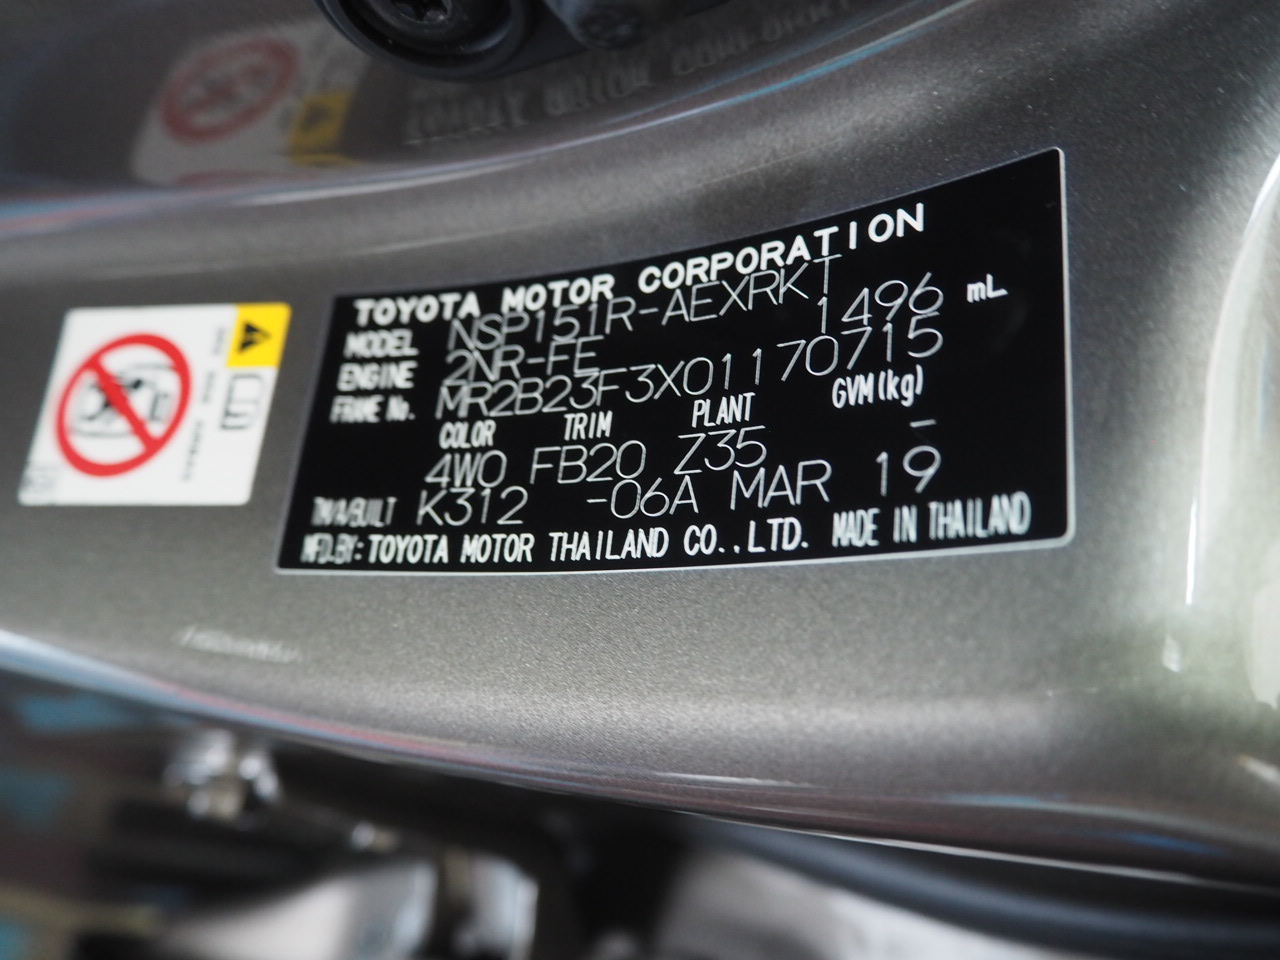 TOYOTA MOTOR CORPORATION
MODEL NSP151R-AEXRKT
ENGINE 2NR-FE 1496 mL
FRAME No. MR2B23F3X01170715
COLOR TRIM PLANT GVM(kg)
4W0 FB20 Z35 -
TM/A/BUILT K312 -06A MAR 19
MFD.BY:TOYOTA MOTOR THAILAND CO.,LTD. MADE IN THAILAND